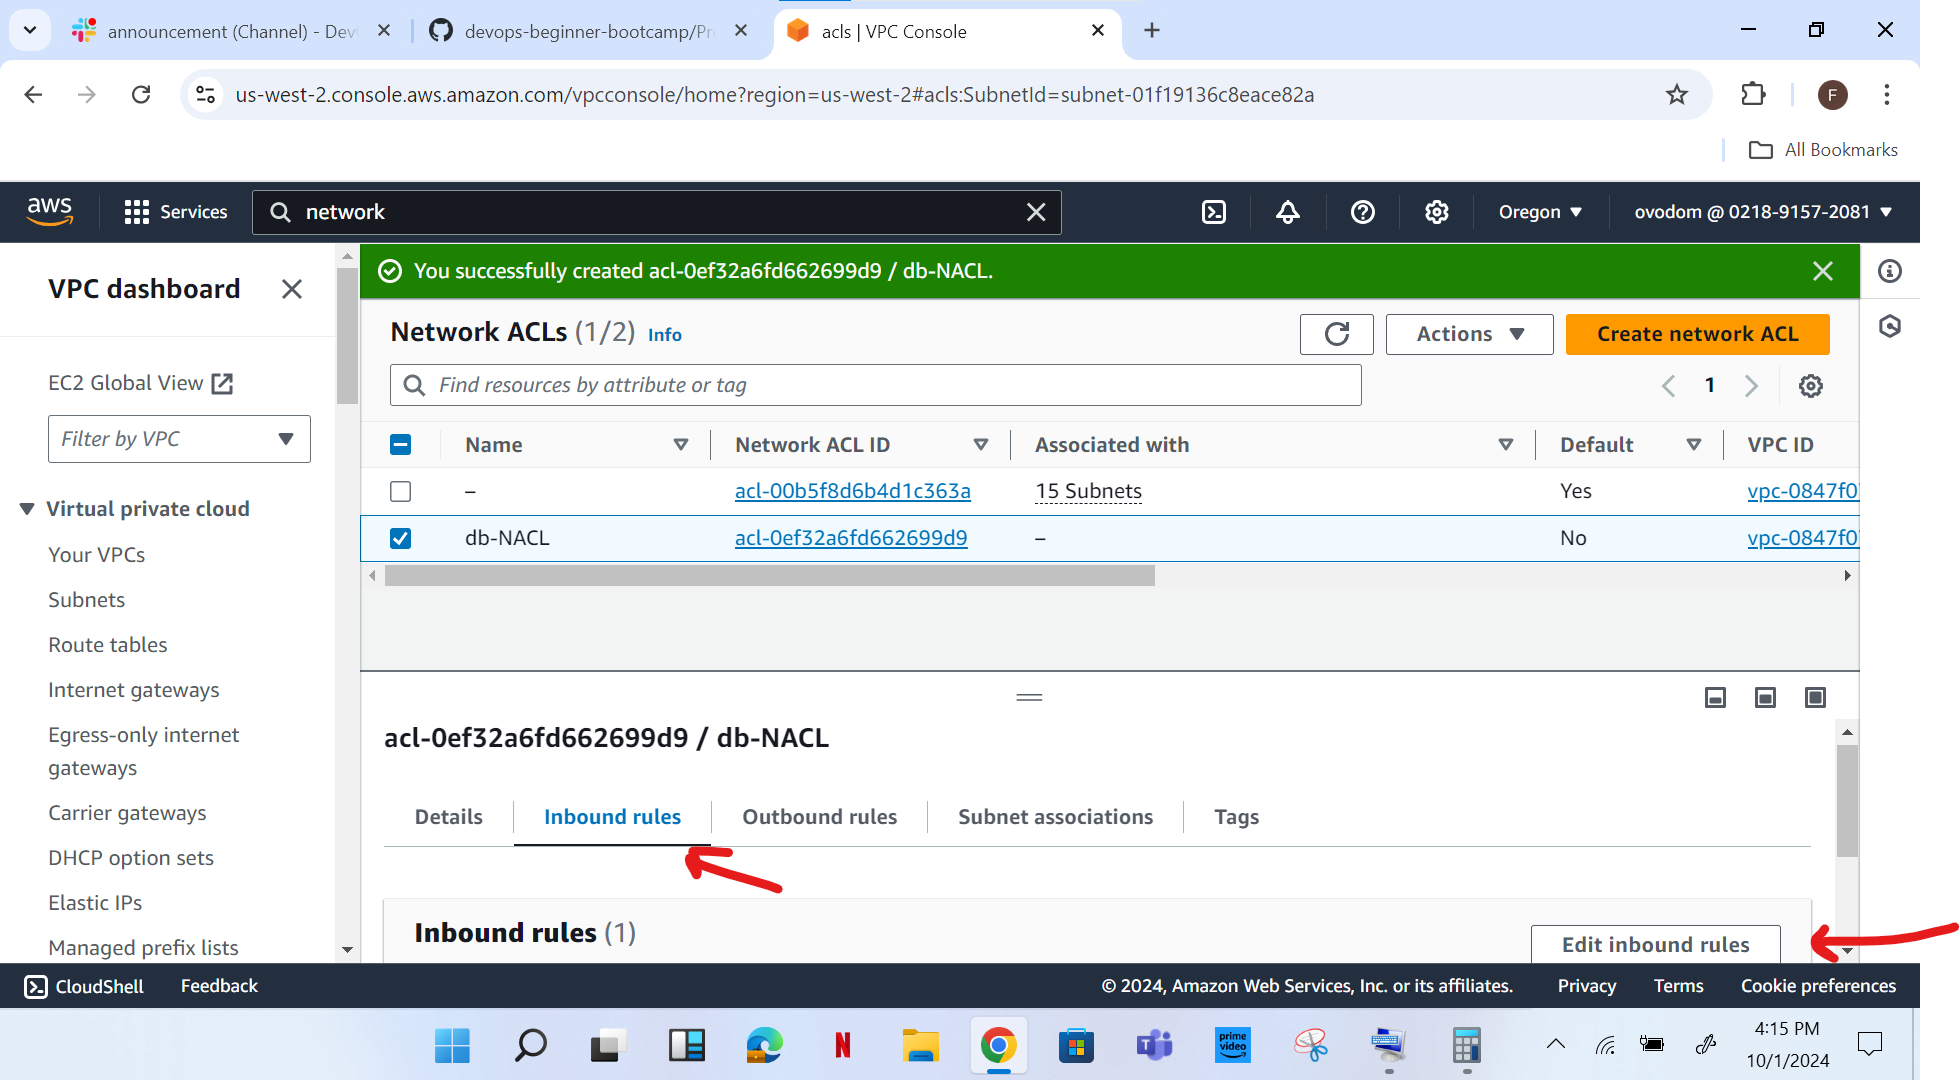 announcement (Channel) - Dev
devops-beginner-bootcamp/Pr
acls | VPC Console
us-west-2.console.aws.amazon.com/vpcconsole/home?region=us-west-2#acls:SubnetId=subnet-01f19136c8eace82a
F
All Bookmarks
aws
Services
network
Oregon
ovodom @ 0218-9157-2081
VPC dashboard
You successfully created acl-0ef32a6fd662699d9 / db-NACL.
Network ACLs (1/2) Info
Actions
Create network ACL
EC2 Global View
Find resources by attribute or tag
1
Filter by VPC
Name
Network ACL ID
Associated with
Default
VPC ID
–
acl-00b5f8d6b4d1c363a
15 Subnets
Yes
vpc-0847f0
db-NACL
acl-0ef32a6fd662699d9
–
No
vpc-0847f0
Virtual private cloud
Your VPCs
Subnets
Route tables
Internet gateways
Egress-only internet
gateways
Carrier gateways
DHCP option sets
Elastic IPs
Managed prefix lists
acl-0ef32a6fd662699d9 / db-NACL
Details
Inbound rules
Outbound rules
Subnet associations
Tags
Inbound rules (1)
Edit inbound rules
CloudShell
Feedback
© 2024, Amazon Web Services, Inc. or its affiliates.
Privacy
Terms
Cookie preferences
N
T
prime
video
4:15 PM
10/1/2024